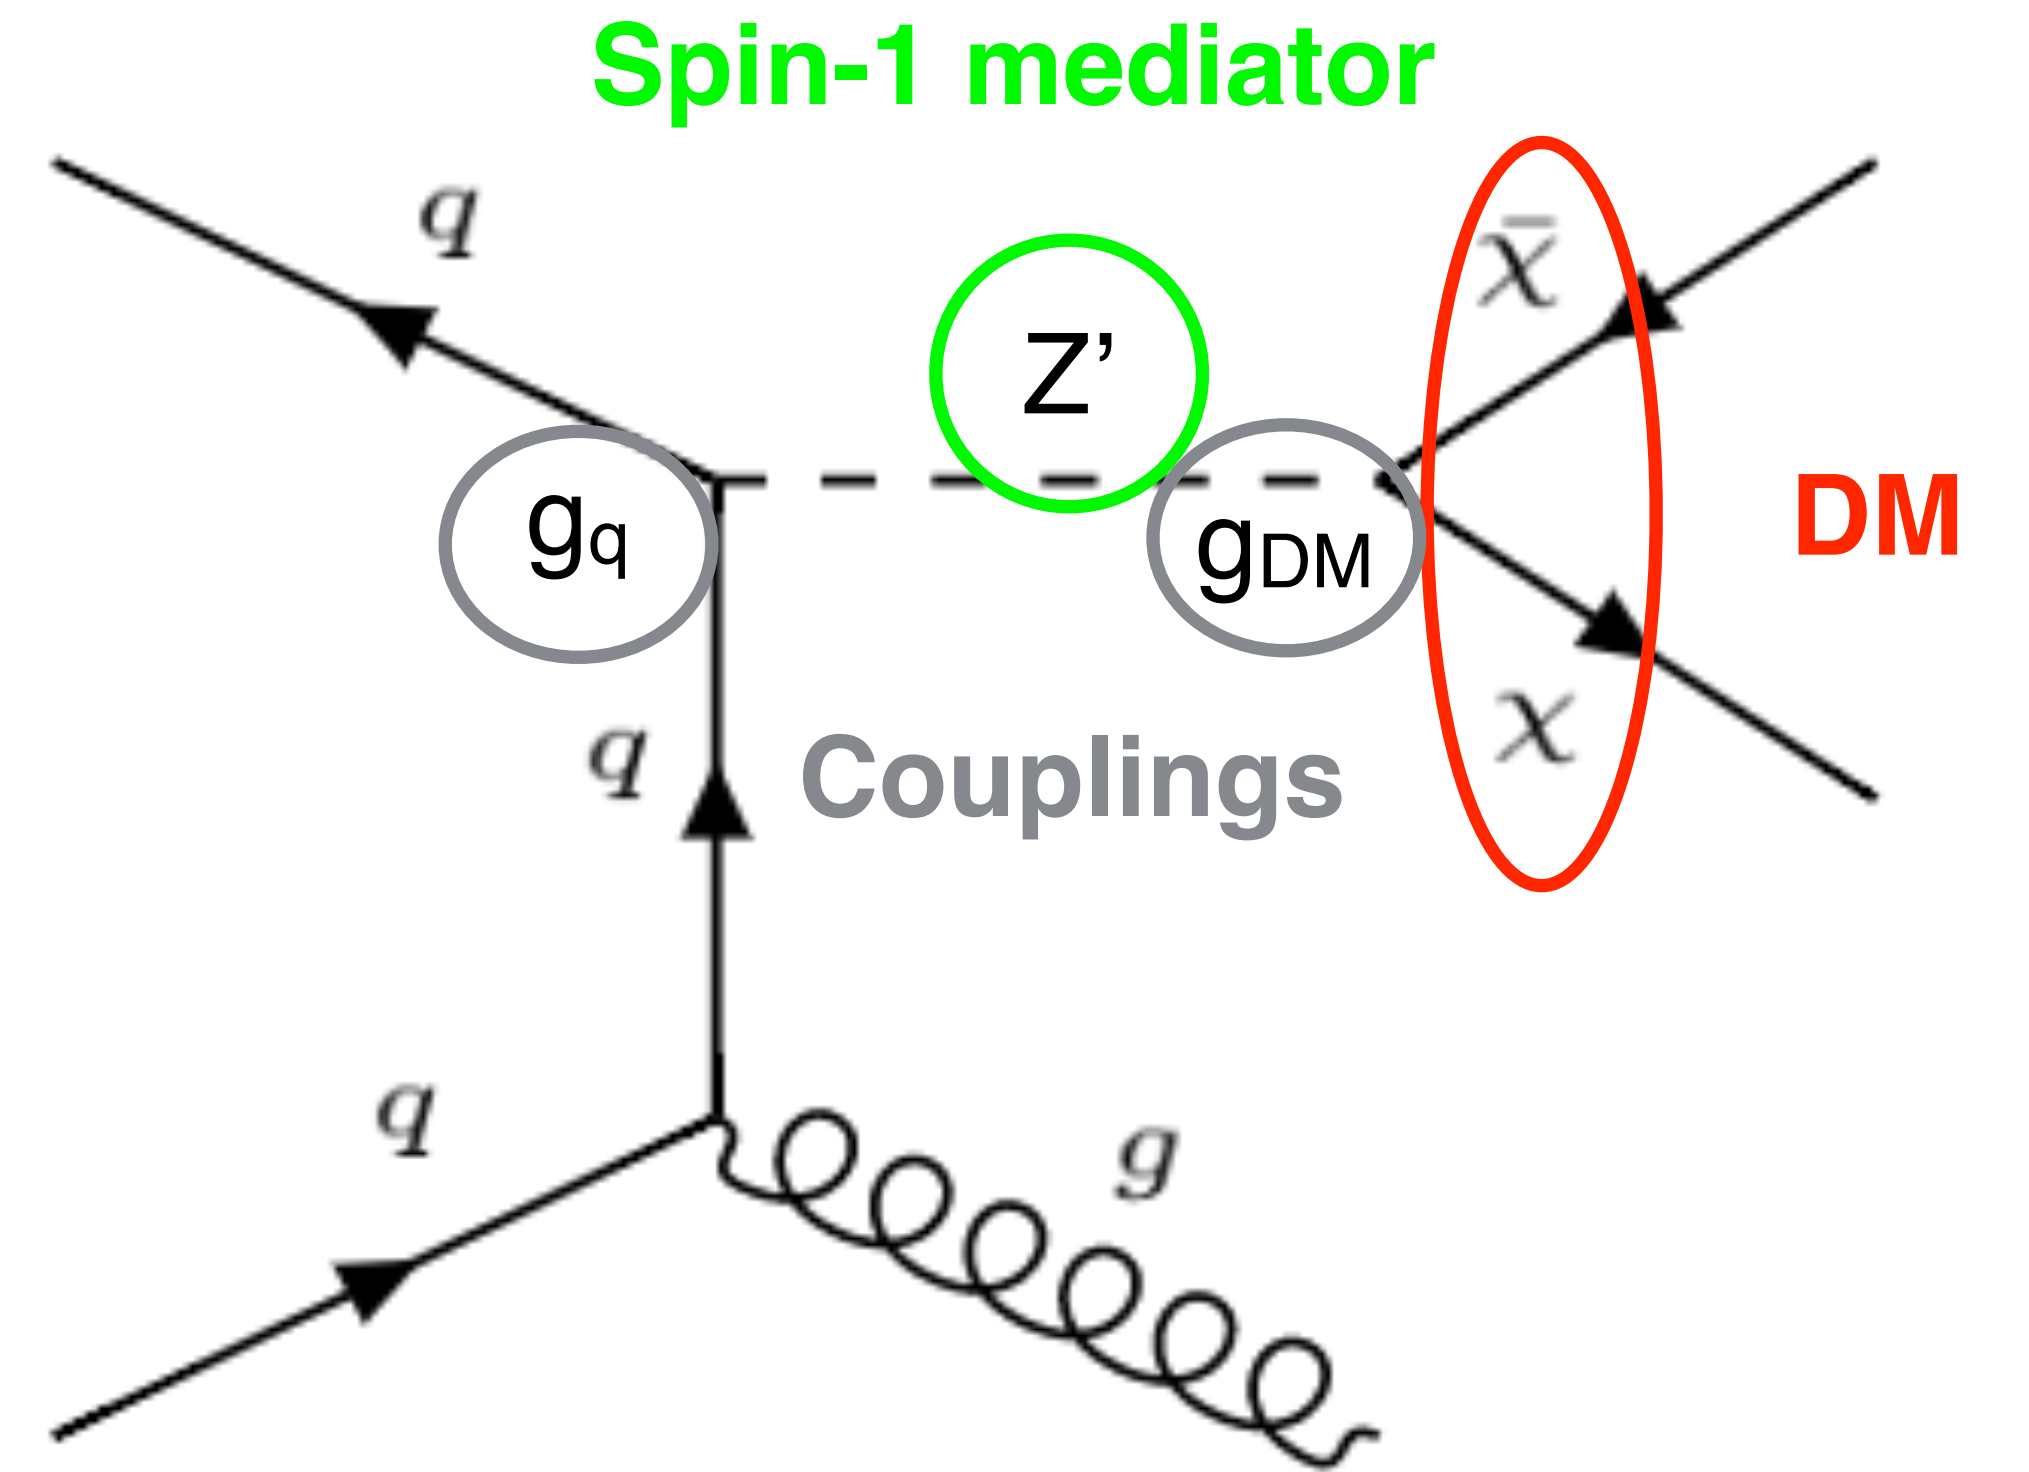 Spin-1 mediator
q
χ̄
Z’
gq
gDM
DM
q
Couplings
χ
q
g